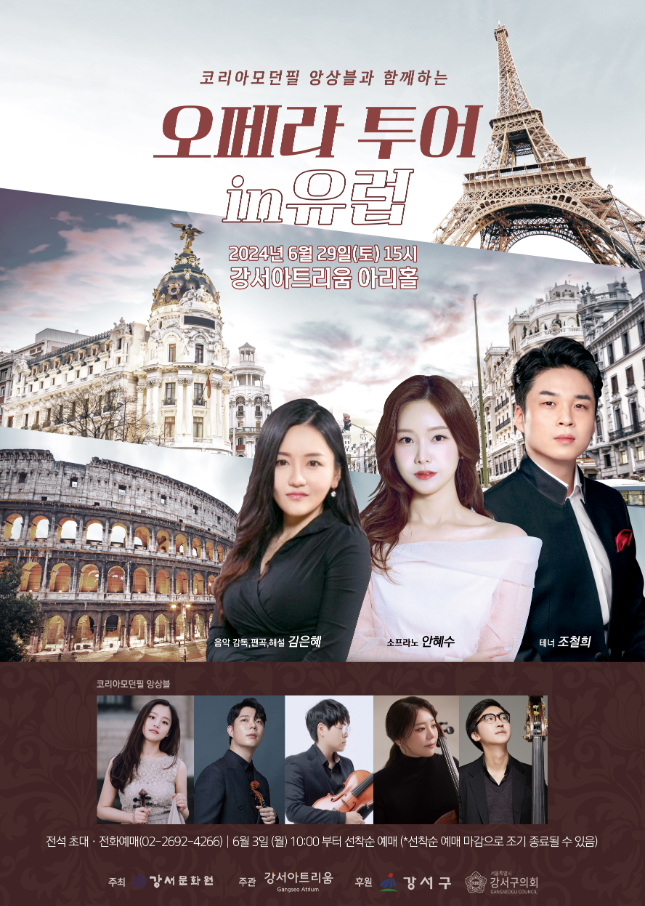 코리아모던필 앙상블과 함께하는
오페라 투어
in유럽
2024년 6월 29일(토) 15시
강서아트리움 아리홀
음악 감독,편곡,해설 김은혜
소프라노 안혜수
테너 조철희
코리아모던필 앙상블
전석 초대 · 전화예매(02-2692-4266) | 6월 3일 (월) 10:00 부터 선착순 예매 (*선착순 예매 마감으로 조기 종료될 수 있음)
주최 강서문화원 주관 강서아트리움 Gangseo Atrium 후원 강서구 서울특별시 강서구의회 GANGSEOGU COUNCIL